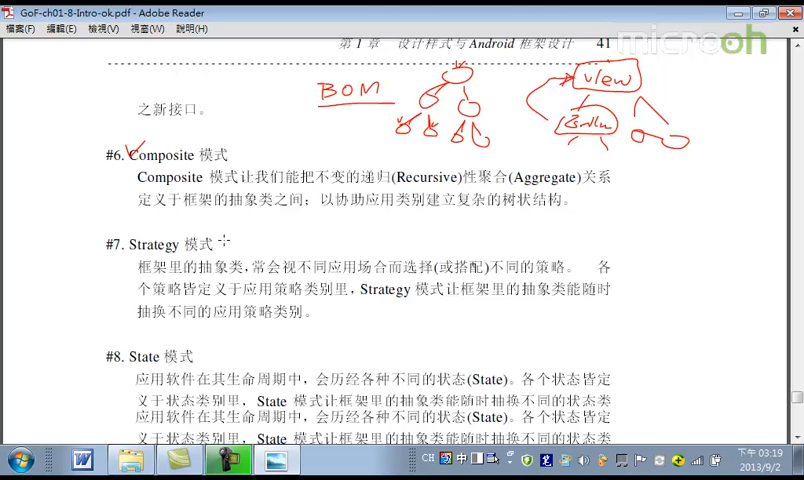 GoF-ch01-8-Intro-ok.pdf - Adobe Reader
檔案(F) 編輯(E) 檢視(V) 視窗(W) 說明(H)
microoh
第 1 章 设计样式与Android 框架设计 41
BOM
view
之新接口。
#6. Composite 模式
Composite 模式让我们能把不变的递归(Recursive)性聚合(Aggregate)关系
定义于框架的抽象类之间；以协助应用类别建立复杂的树状结构。
#7. Strategy 模式
框架里的抽象类，常会视不同应用场合而选择(或搭配)不同的策略。 各
个策略皆定义于应用策略类别里，Strategy 模式让框架里的抽象类能随时
抽换不同的应用策略类别。
#8. State 模式
应用软件在其生命周期中，会历经各种不同的状态(State)。各个状态皆定
义于状态类别里，State 模式让框架里的抽象类能随时抽换不同的状态类
应用软件在其生命周期中，会历经各种不同的状态(State)。各个状态皆定
义于状态类别里，State 模式让框架里的抽象类能随时抽换不同的状态类
CH 中
下午 03:19
2013/9/2